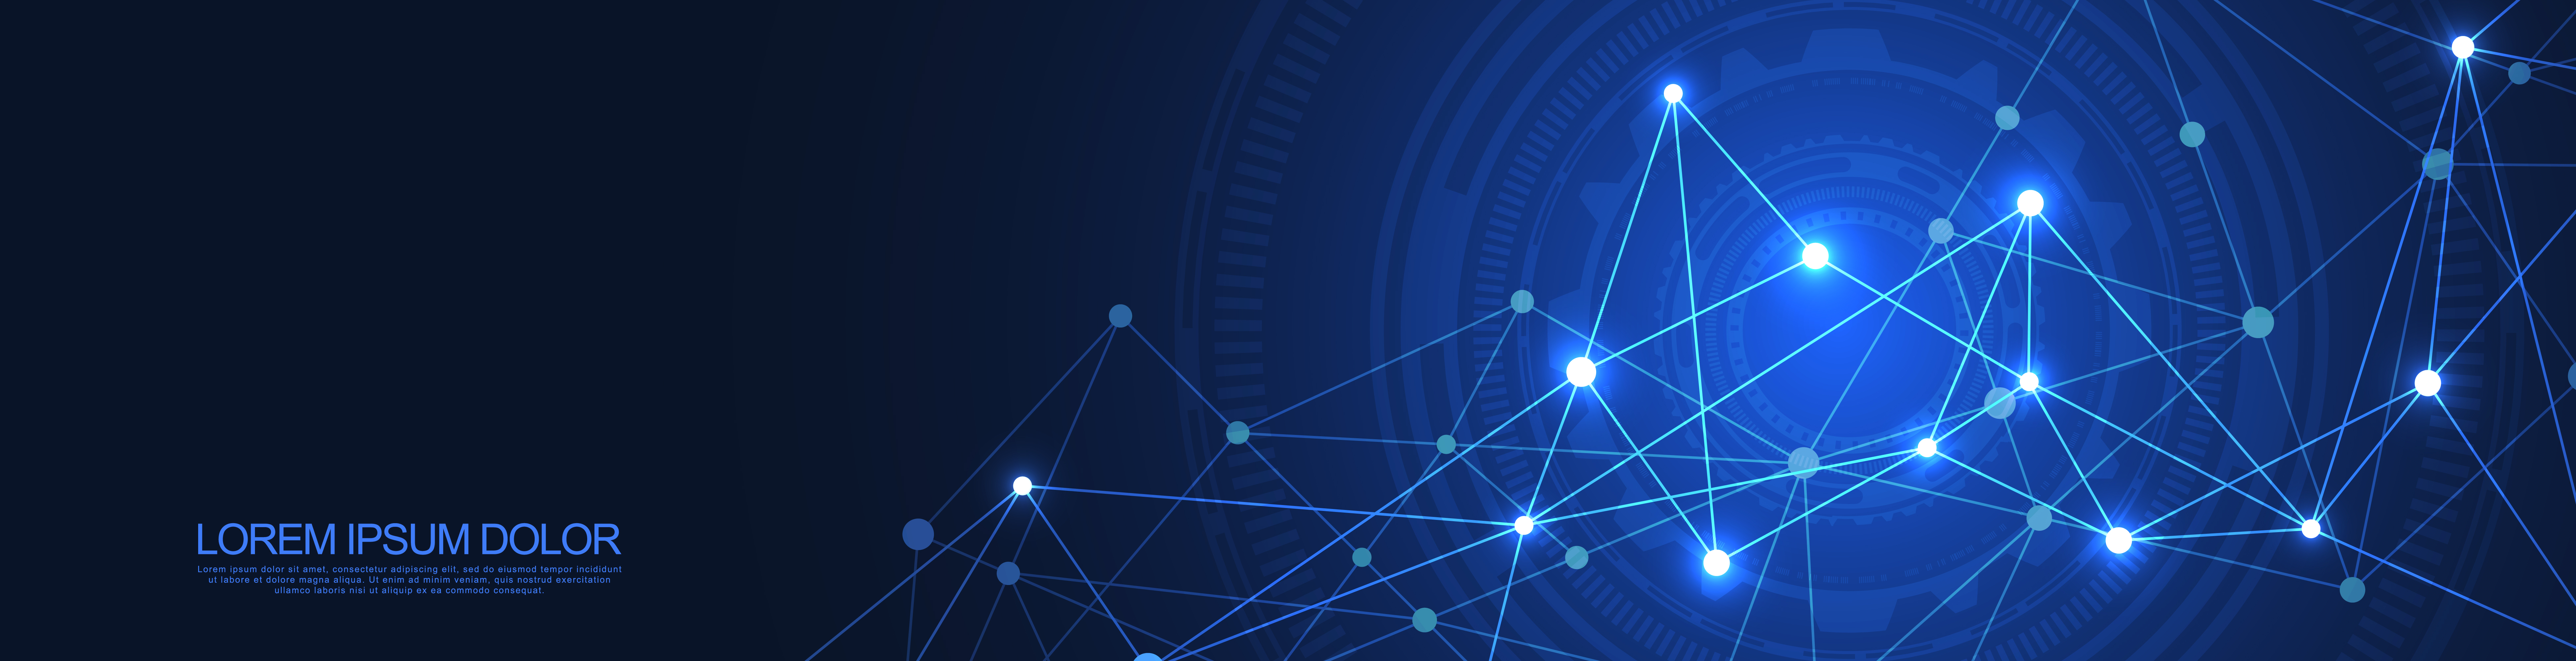 LOREM IPSUM DOLOR
Lorem ipsum dolor sit amet, consectetur adipiscing elit, sed do eiusmod tempor incididunt
ut labore et dolore magna aliqua. Ut enim ad minim veniam, quis nostrud exercitation
ullamco laboris nisi ut aliquip ex ea commodo consequat.